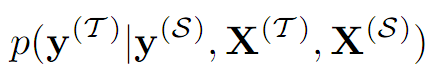 p(𝐲^(𝒯)|𝐲^(𝒮), 𝐗^(𝒯), 𝐗^(𝒮))